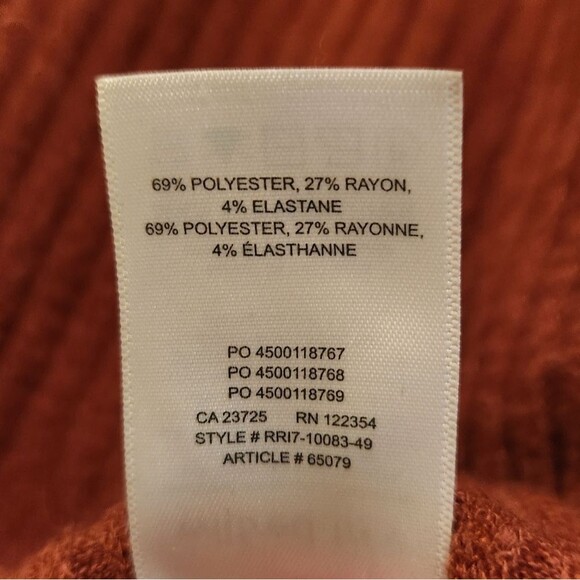 69% POLYESTER, 27% RAYON,
4% ELASTANE
69% POLYESTER, 27% RAYONNE,
4% ÉLASTHANNE
PO 4500118767
PO 4500118768
PO 4500118769
CA 23725 RN 122354
STYLE # RRI7-10083-49
ARTICLE # 65079